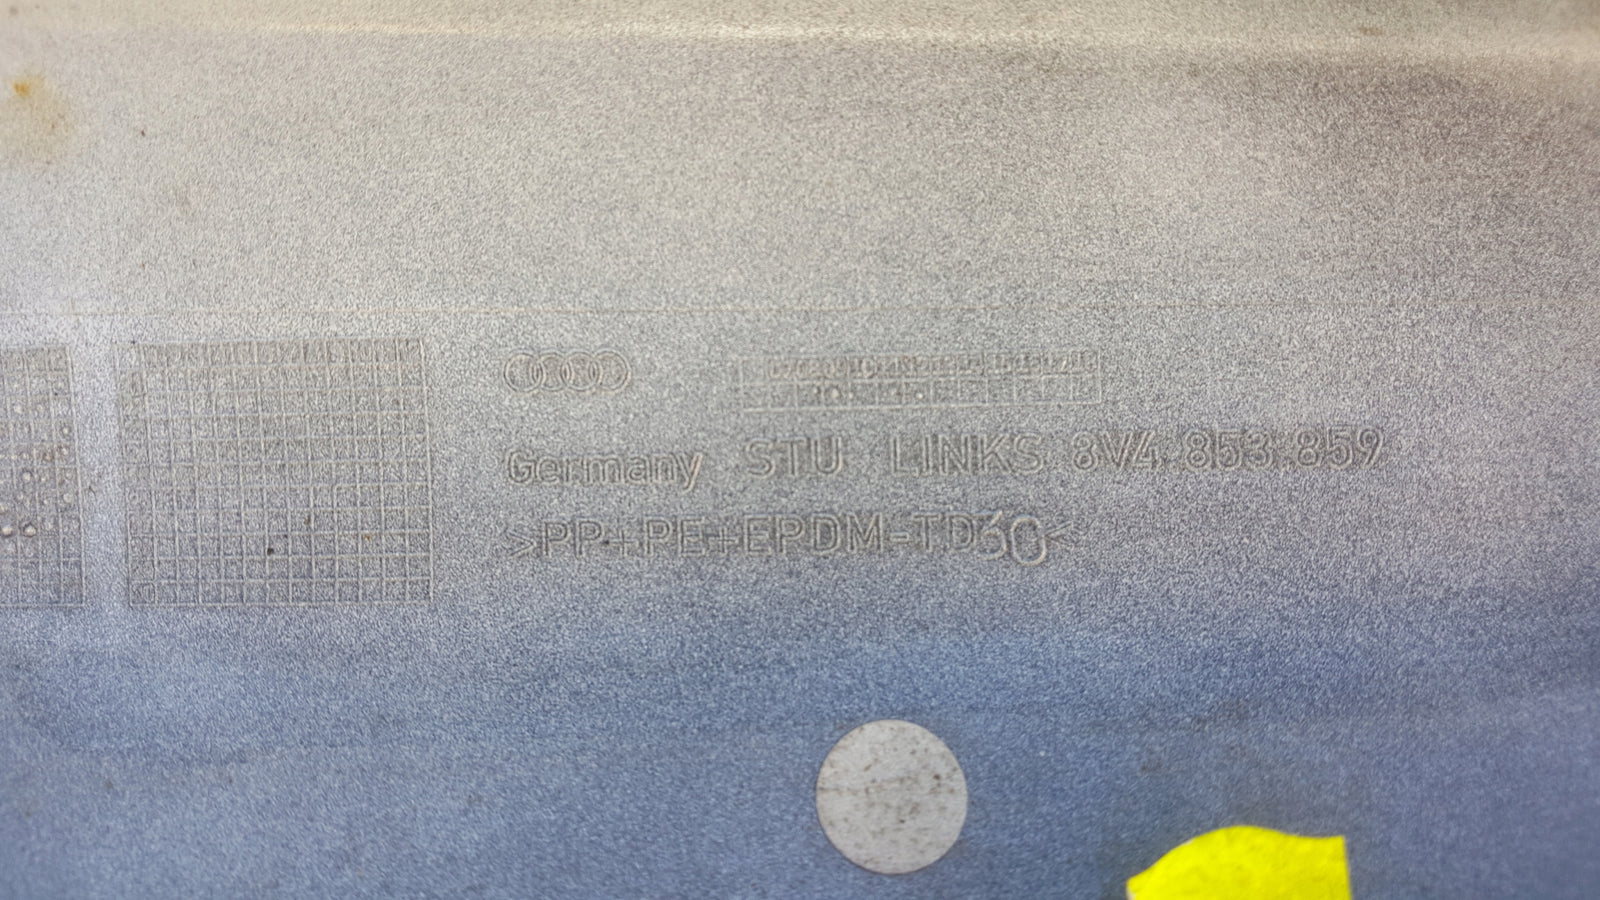 Germany STU LINKS 8V4 853 859
>PP+PE+EPDM-TD30<